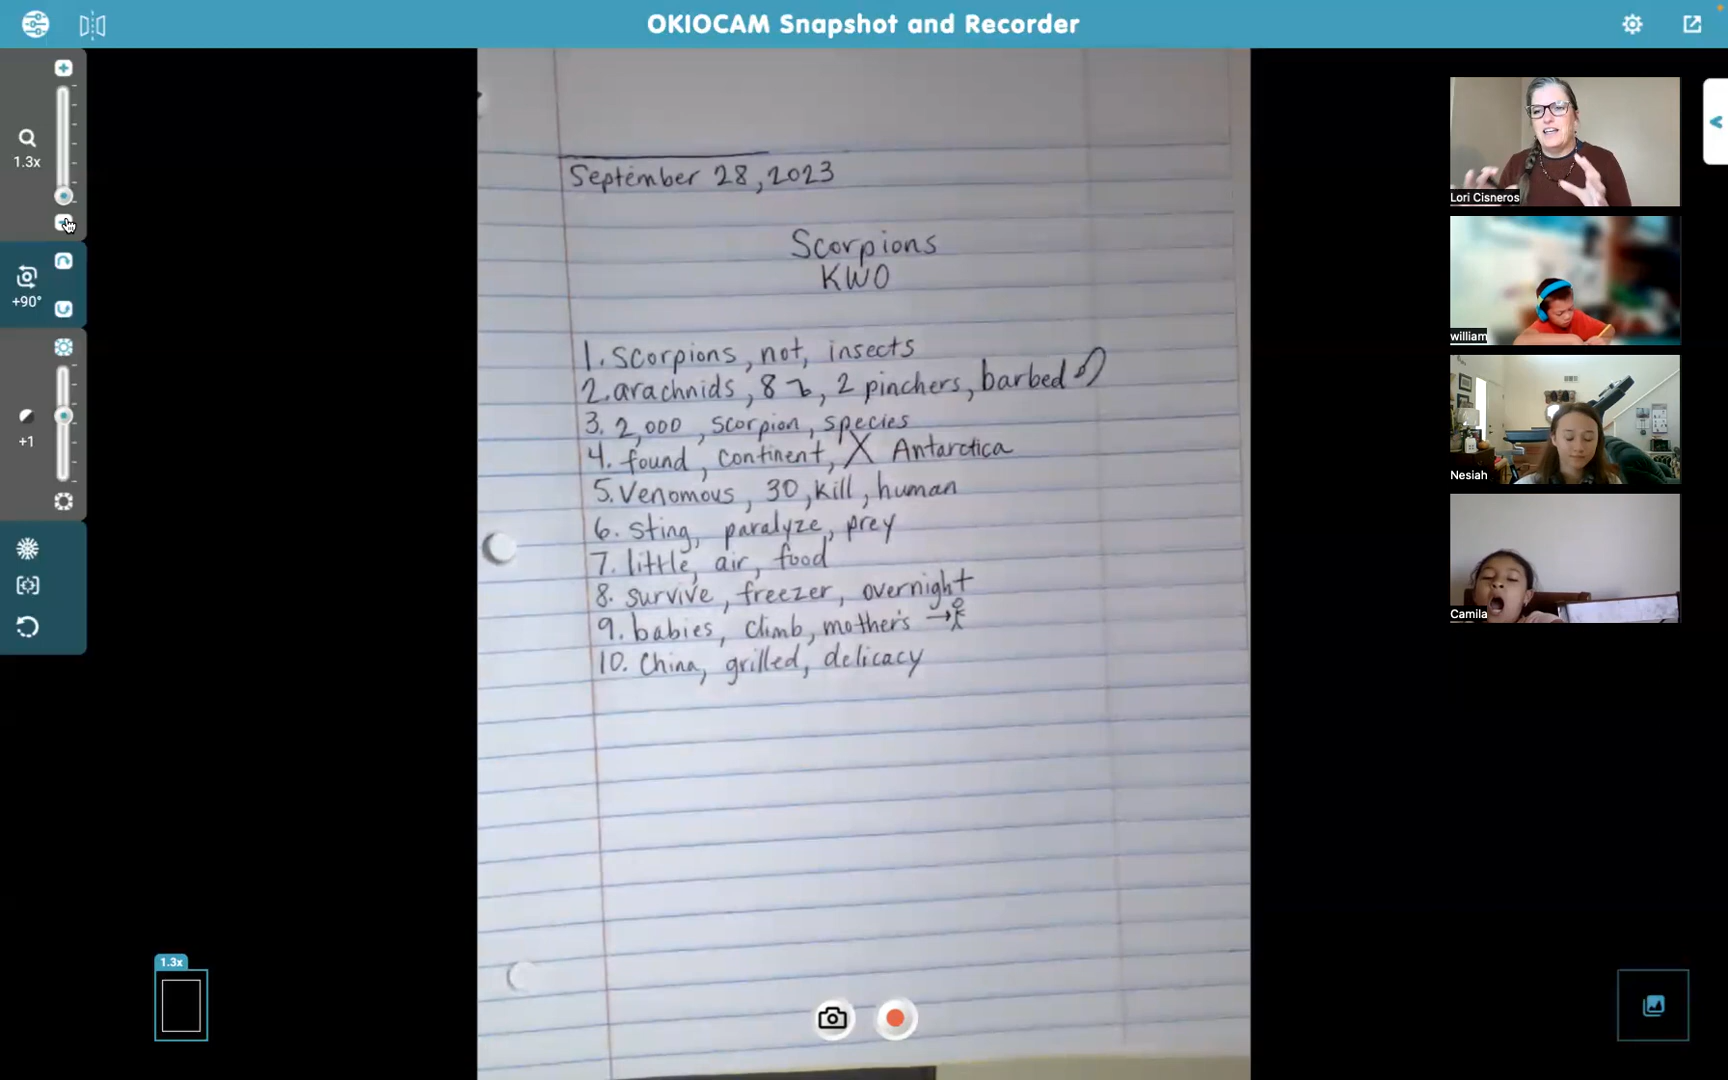 OKIOCAM Snapshot and Recorder
1.3x
+90°
+1
September 28, 2023
Scorpions
KWO
1. scorpions, not, insects
2. arachnids, 8, 2 pinchers, barbed
3. 2,000, scorpion, species
4. found, continent, X Antarctica
5. Venomous, 30, kill, human
6. sting, paralyze, prey
7. little, air, food
8. survive, freezer, overnight
9. babies, climb, mother's →
10. China, grilled, delicacy
Lori Cisneros
william
Nesiah
Camila
1.3x